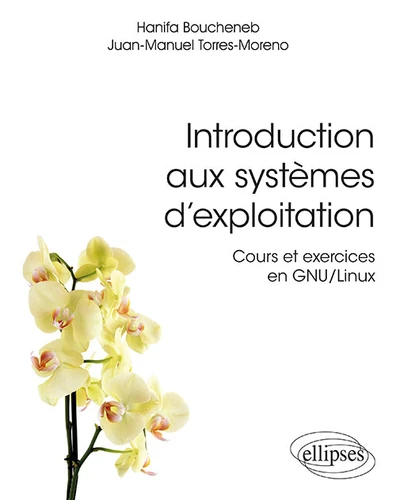 Hanifa Boucheneb
Juan-Manuel Torres-Moreno
Introduction
aux systèmes
d'exploitation
Cours et exercices
en GNU/Linux
ellipses